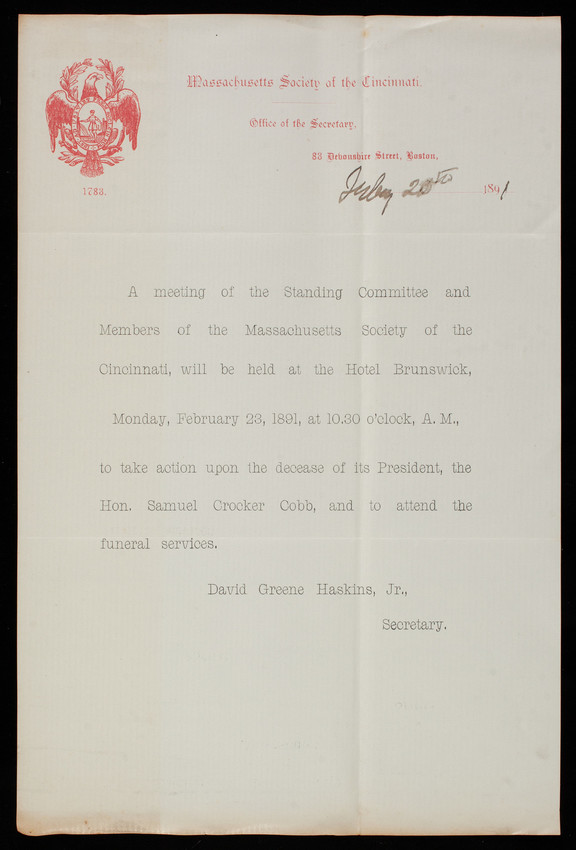 Massachusetts Society of the Cincinnati.
Office of the Secretary,
83 Devonshire Street, Boston,
1783.
Feby 20th 1891
A meeting of the Standing Committee and
Members of the Massachusetts Society of the
Cincinnati, will be held at the Hotel Brunswick,
Monday, February 23, 1891, at 10.30 o'clock, A. M.,
to take action upon the decease of its President, the
Hon. Samuel Crocker Cobb, and to attend the
funeral services.
David Greene Haskins, Jr.,
Secretary.